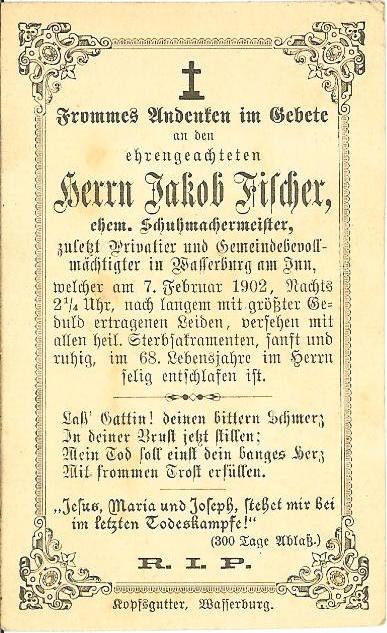 Frommes Andenken im Gebete
an den
ehrengeachteten
Herrn Jakob Fischer,
ehem. Schuhmachermeister,
zuletzt Privatier und Gemeindebevoll-
mächtigter in Wasserburg am Inn,
welcher am 7. Februar 1902, Nachts
2¼ Uhr, nach langem mit größter Ge-
duld ertragenen Leiden, versehen mit
allen heil. Sterbsakramenten, sanft und
ruhig, im 68. Lebensjahre im Herrn
selig entschlafen ist.
Laß' Gattin! deinen bittern Schmerz
In deiner Brust jetzt stillen;
Mein Tod soll einst dein banges Herz
Mit frommen Trost erfüllen.
„Jesus, Maria und Joseph, stehet mir bei
im letzten Todeskampfe!"
(300 Tage Ablaß.)
R. I. P.
Kopfsgutter, Wasserburg.